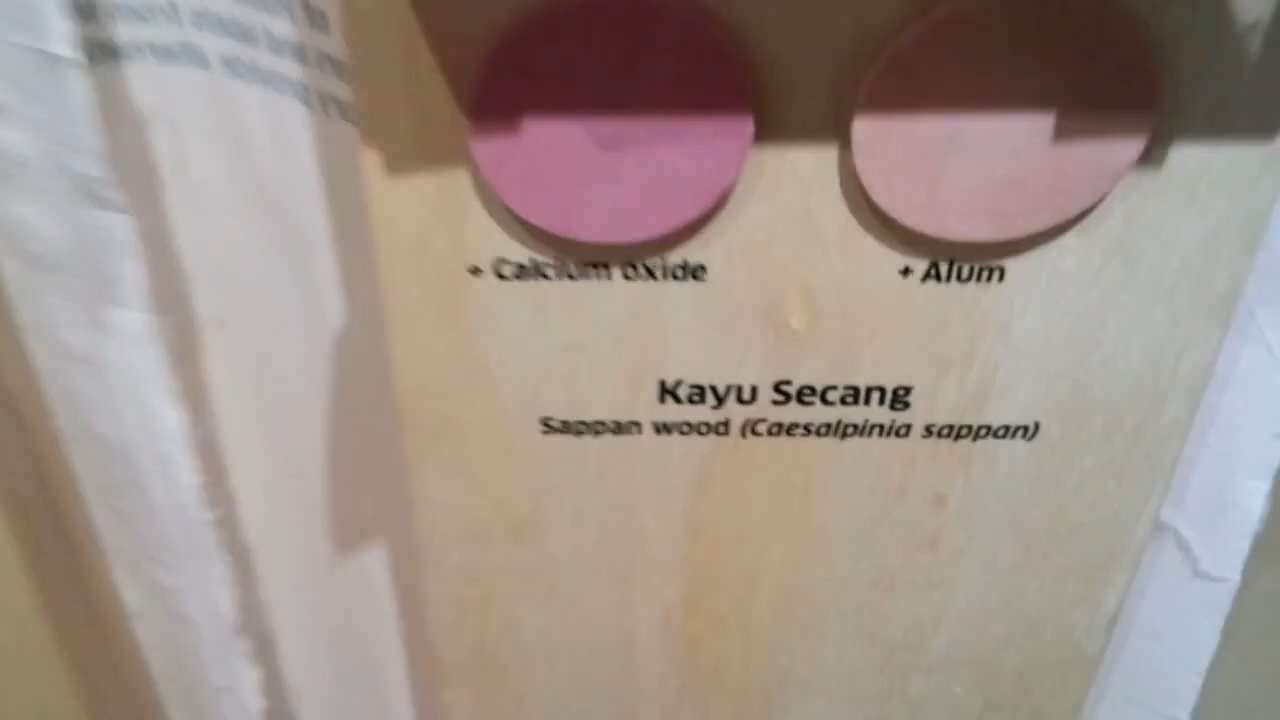 + Calcium oxide
+ Alum
Kayu Secang
Sappan wood (Caesalpinia sappan)